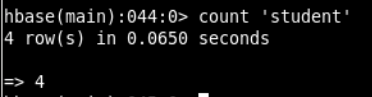 hbase(main):044:0> count 'student'
4 row(s) in 0.0650 seconds
=> 4